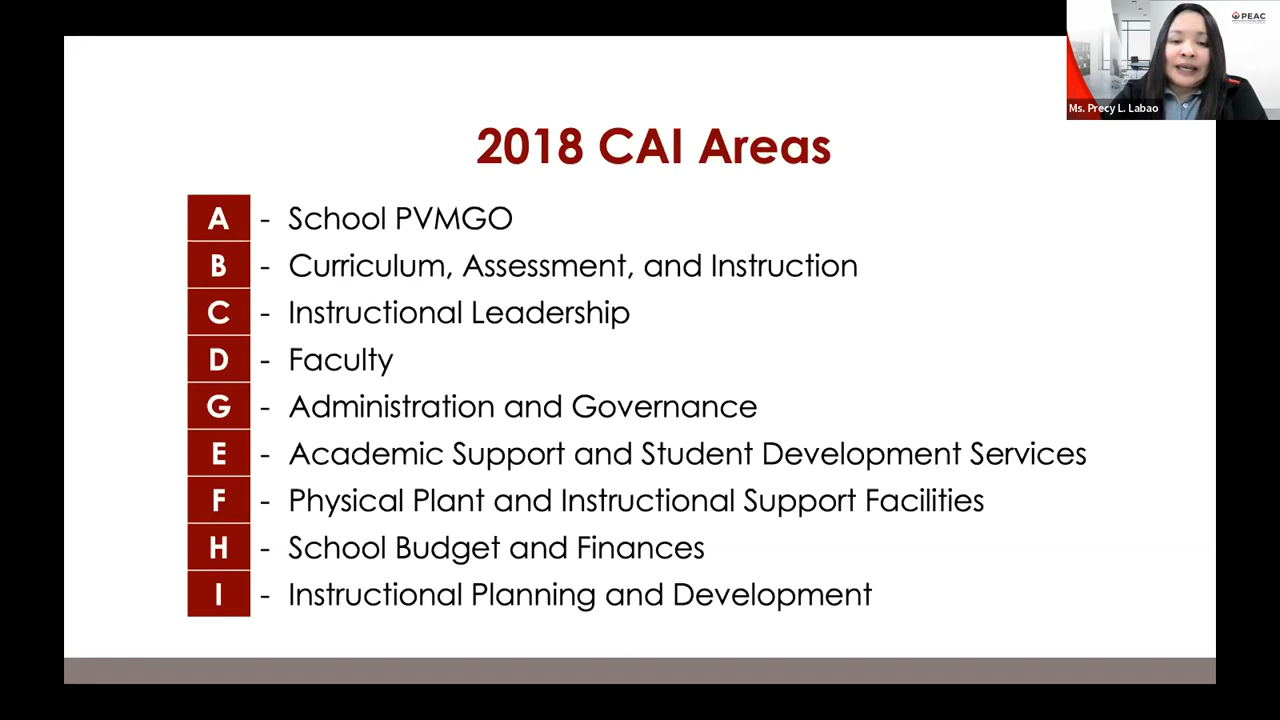 PEAC
Ms. Precy L. Labao
2018 CAI Areas
A - School PVMGO
B - Curriculum, Assessment, and Instruction
C - Instructional Leadership
D - Faculty
G - Administration and Governance
E - Academic Support and Student Development Services
F - Physical Plant and Instructional Support Facilities
H - School Budget and Finances
I - Instructional Planning and Development